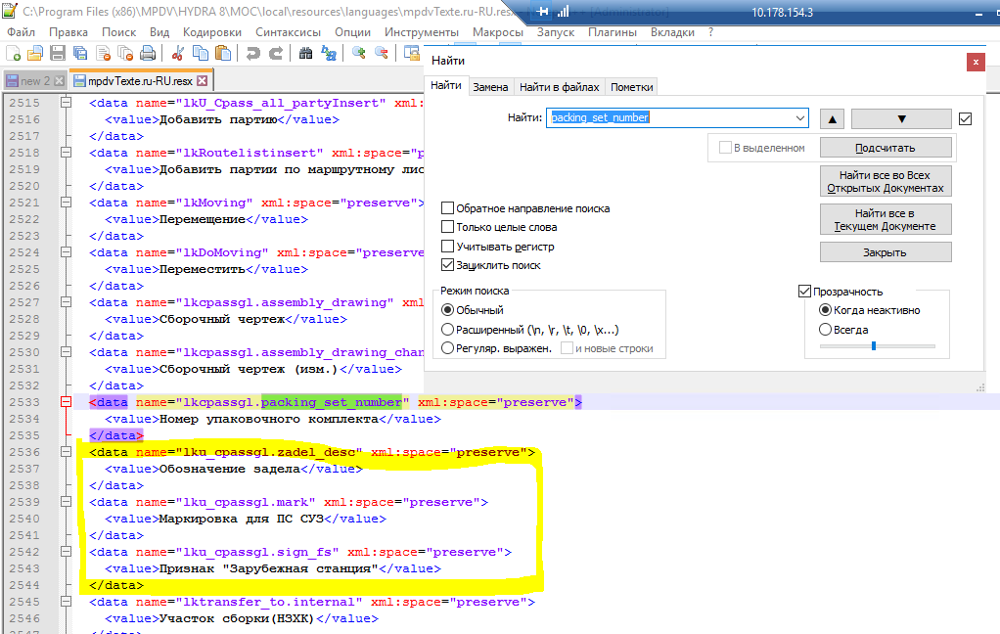 C:\Program Files (x86)\MPDV\HYDRA 8\MOC\local\resources\languages\mpdvTexte.ru-RU.resx
[Administrator]
10.178.154.3
Файл Правка Поиск Вид Кодировки Синтаксисы Опции Инструменты Макросы Запуск Плагины Вкладки ?
new 2
mpdvTexte.ru-RU.resx
2515 <data name="lkU_Cpass_all_partyInsert" xml:
2516 <value>Добавить партию</value>
2517 </data>
2518 <data name="lkRoutelistinsert" xml:space="p
2519 <value>Добавить партии по маршрутному лис
2520 </data>
2521 <data name="lkMoving" xml:space="preserve">
2522 <value>Перемещение</value>
2523 </data>
2524 <data name="lkDoMoving" xml:space="preserve
2525 <value>Переместить</value>
2526 </data>
2527 <data name="lkcpassgl.assembly_drawing" xml
2528 <value>Сборочный чертеж</value>
2529 </data>
2530 <data name="lkcpassgl.assembly_drawing_chan
2531 <value>Сборочный чертеж (изм.)</value>
2532 </data>
2533 <data name="lkcpassgl.packing_set_number" xml:space="preserve">
2534 <value>Номер упаковочного комплекта</value>
2535 </data>
2536 <data name="lku_cpassgl.zadel_desc" xml:space="preserve">
2537 <value>Обозначение задела</value>
2538 </data>
2539 <data name="lku_cpassgl.mark" xml:space="preserve">
2540 <value>Маркировка для ПС СУЗ</value>
2541 </data>
2542 <data name="lku_cpassgl.sign_fs" xml:space="preserve">
2543 <value>Признак "Зарубежная станция"</value>
2544 </data>
2545 <data name="lktransfer_to.internal" xml:space="preserve">
2546 <value>Участок сборки(НЗХК)</value>
2547 </data>
Найти
x
Найти Замена Найти в файлах Пометки
Найти: packing_set_number ▲ ▼
В выделенном
Подсчитать
Найти все во Всех
Открытых Документах
Найти все в
Текущем Документе
Закрыть
Обратное направление поиска
Только целые слова
Учитывать регистр
Зациклить поиск
Режим поиска
Обычный
Расширенный (\n, \r, \t, \0, \x...)
Регуляр. выражен. и новые строки
Прозрачность
Когда неактивно
Всегда